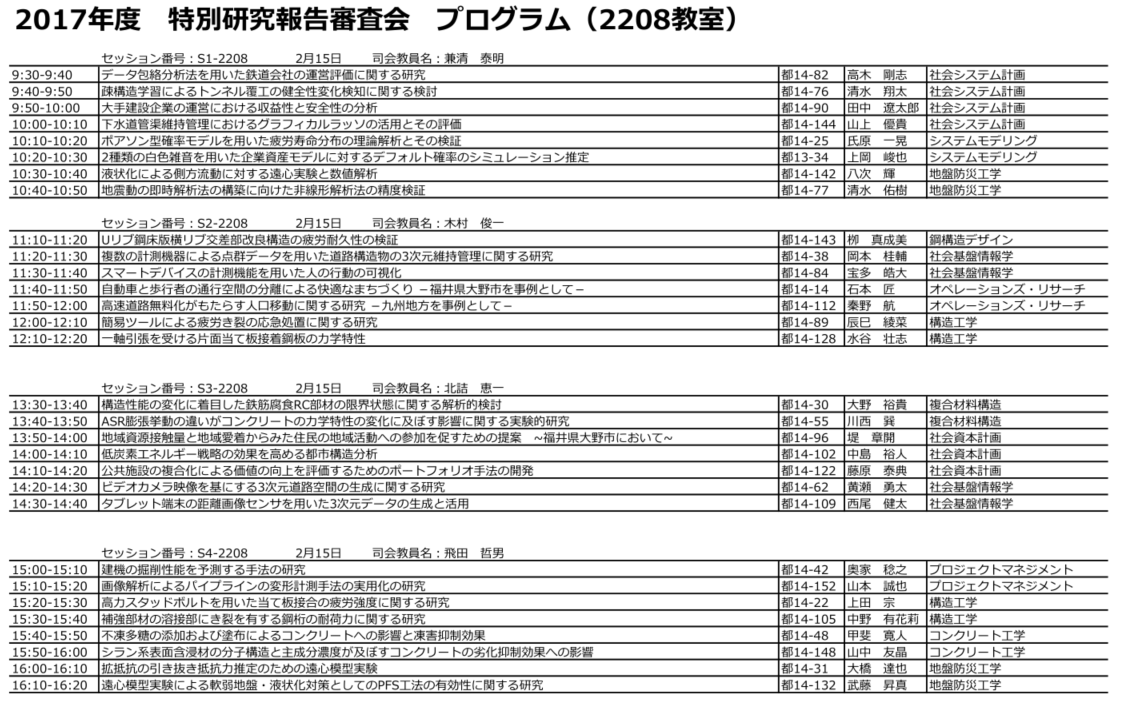 2017年度　特別研究報告審査会　プログラム（2208教室）
セッション番号：S1-2208　2月15日　司会教員名：兼清　泰明
9:30-9:40 データ包絡分析法を用いた鉄道会社の運営評価に関する研究 都14-82 高木　剛志 社会システム計画
9:40-9:50 疎構造学習によるトンネル覆工の健全性変化検知に関する検討 都14-76 清水　翔太 社会システム計画
9:50-10:00 大手建設企業の運営における収益性と安全性の分析 都14-90 田中　遼太郎 社会システム計画
10:00-10:10 下水道管渠維持管理におけるグラフィカルラッソの活用とその評価 都14-144 山上　優貴 社会システム計画
10:10-10:20 ポアソン型確率モデルを用いた疲労寿命分布の理論解析とその検証 都14-25 氏原　一晃 システムモデリング
10:20-10:30 2種類の白色雑音を用いた企業資産モデルに対するデフォルト確率のシミュレーション推定 都13-34 上岡　峻也 システムモデリング
10:30-10:40 液状化による側方流動に対する遠心実験と数値解析 都14-142 八次　輝 地盤防災工学
10:40-10:50 地震動の即時解析法の構築に向けた非線形解析法の精度検証 都14-77 清水　佑樹 地盤防災工学
セッション番号：S2-2208　2月15日　司会教員名：木村　俊一
11:10-11:20 Uリブ鋼床版横リブ交差部改良構造の疲労耐久性の検証 都14-143 栁　真成美 鋼構造デザイン
11:20-11:30 複数の計測機器による点群データを用いた道路構造物の3次元維持管理に関する研究 都14-38 岡本　桂輔 社会基盤情報学
11:30-11:40 スマートデバイスの計測機能を用いた人の行動の可視化 都14-84 宝多　皓大 社会基盤情報学
11:40-11:50 自動車と歩行者の通行空間の分離による快適なまちづくり －福井県大野市を事例として－ 都14-14 石本　匠 オペレーションズ・リサーチ
11:50-12:00 高速道路無料化がもたらす人口移動に関する研究 －九州地方を事例として－ 都14-112 秦野　航 オペレーションズ・リサーチ
12:00-12:10 簡易ツールによる疲労き裂の応急処置に関する研究 都14-89 辰巳　綾菜 構造工学
12:10-12:20 一軸引張を受ける片面当て板接着鋼板の力学特性 都14-128 水谷　壮志 構造工学
セッション番号：S3-2208　2月15日　司会教員名：北詰　恵一
13:30-13:40 構造性能の変化に着目した鉄筋腐食RC部材の限界状態に関する解析的検討 都14-30 大野　裕貴 複合材料構造
13:40-13:50 ASR膨張挙動の違いがコンクリートの力学特性の変化に及ぼす影響に関する実験的研究 都14-55 川西　巽 複合材料構造
13:50-14:00 地域資源接触量と地域愛着からみた住民の地域活動への参加を促すための提案　~福井県大野市において~ 都14-96 堤　章開 社会資本計画
14:00-14:10 低炭素エネルギー戦略の効果を高める都市構造分析 都14-102 中島　裕人 社会資本計画
14:10-14:20 公共施設の複合化による価値の向上を評価するためのポートフォリオ手法の開発 都14-122 藤原　泰典 社会資本計画
14:20-14:30 ビデオカメラ映像を基にする3次元道路空間の生成に関する研究 都14-62 黄瀬　勇太 社会基盤情報学
14:30-14:40 タブレット端末の距離画像センサを用いた3次元データの生成と活用 都14-109 西尾　健太 社会基盤情報学
セッション番号：S4-2208　2月15日　司会教員名：飛田　哲男
15:00-15:10 建機の掘削性能を予測する手法の研究 都14-42 奥家　稔之 プロジェクトマネジメント
15:10-15:20 画像解析によるパイプラインの変形計測手法の実用化の研究 都14-152 山本　誠也 プロジェクトマネジメント
15:20-15:30 高力スタッドボルトを用いた当て板接合の疲労強度に関する研究 都14-22 上田　宗 構造工学
15:30-15:40 補強部材の溶接部にき裂を有する鋼桁の耐荷力に関する研究 都14-105 中野　有花莉 構造工学
15:40-15:50 不凍多糖の添加および塗布によるコンクリートへの影響と凍害抑制効果 都14-48 甲斐　寛人 コンクリート工学
15:50-16:00 シラン系表面含浸材の分子構造と主成分濃度が及ぼすコンクリートの劣化抑制効果への影響 都14-148 山中　友晶 コンクリート工学
16:00-16:10 拡抵抗の引き抜き抵抗力推定のための遠心模型実験 都14-31 大橋　達也 地盤防災工学
16:10-16:20 遠心模型実験による軟弱地盤・液状化対策としてのPFS工法の有効性に関する研究 都14-132 武藤　昇真 地盤防災工学